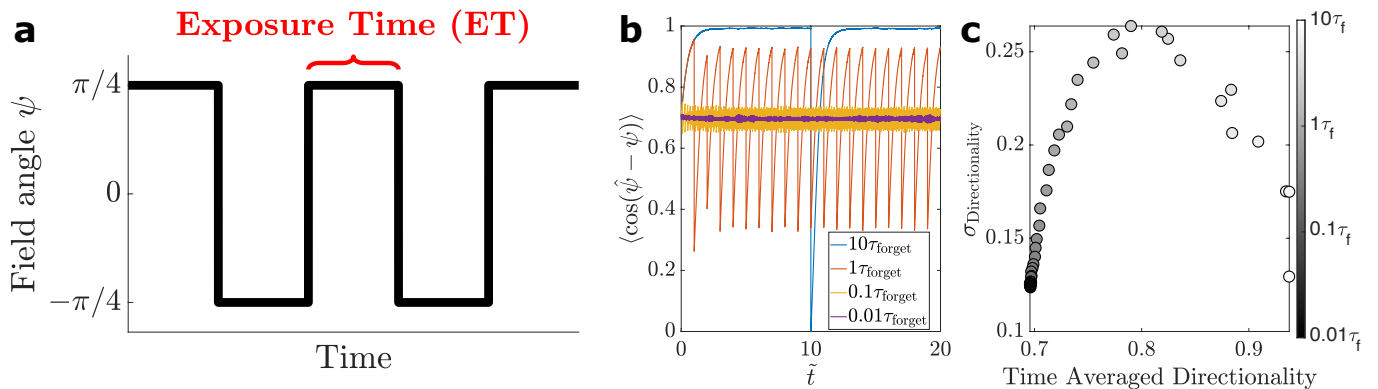 a
Exposure Time (ET)
Field angle ψ
π/4
0
−π/4
Time
b
⟨cos(ψ̂ − ψ)⟩
1
0.8
0.6
0.4
0.2
0
0
10
20
t̃
10τforget
1τforget
0.1τforget
0.01τforget
c
σDirectionality
0.25
0.2
0.15
0.1
0.7
0.8
0.9
Time Averaged Directionality
10τf
1τf
0.1τf
0.01τf